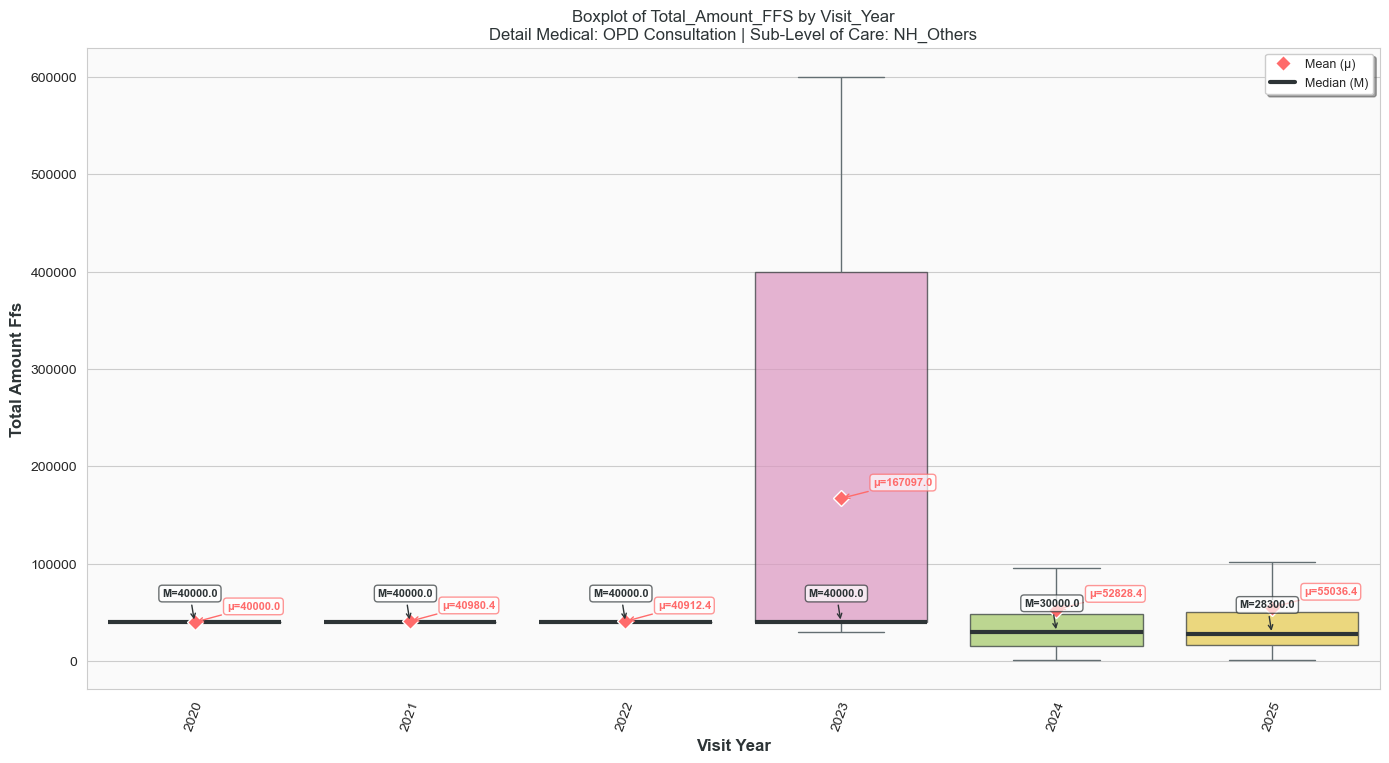 Boxplot of Total_Amount_FFS by Visit_Year
Detail Medical: OPD Consultation | Sub-Level of Care: NH_Others
Mean (μ)
Median (M)
Total Amount Ffs
600000
500000
400000
300000
200000
100000
0
M=40000.0
μ=40000.0
M=40000.0
μ=40980.4
M=40000.0
μ=40912.4
M=40000.0
μ=167097.0
M=30000.0
μ=52828.4
M=28300.0
μ=55036.4
2020
2021
2022
2023
2024
2025
Visit Year